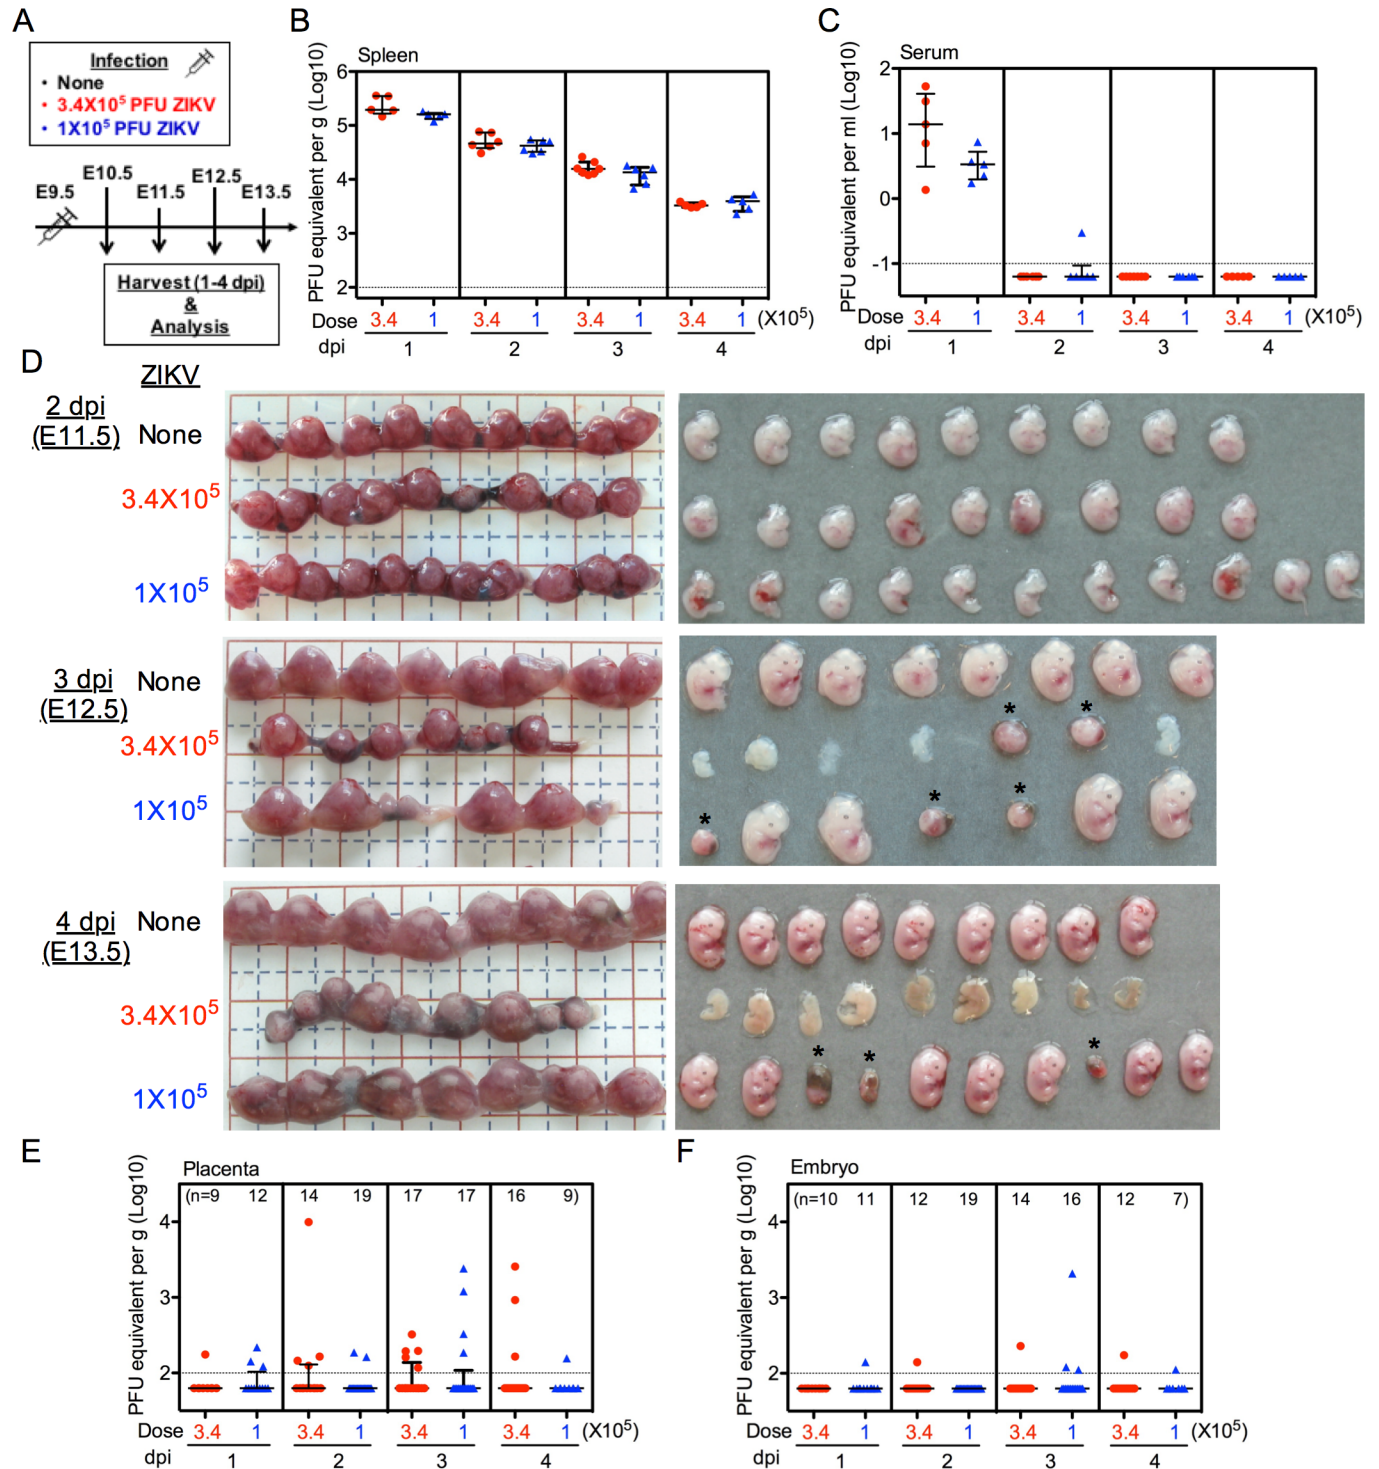 A
Infection
• None
• 3.4X10⁵ PFU ZIKV
• 1X10⁵ PFU ZIKV
E9.5
E10.5
E11.5
E12.5
E13.5
Harvest (1-4 dpi)
&
Analysis
B
Spleen
PFU equivalent per g (Log10)
6
5
4
3
2
Dose 3.4 1 3.4 1 3.4 1 3.4 1 (X10⁵)
dpi 1 2 3 4
C
Serum
PFU equivalent per ml (Log10)
2
1
0
-1
Dose 3.4 1 3.4 1 3.4 1 3.4 1 (X10⁵)
dpi 1 2 3 4
D
ZIKV
2 dpi
(E11.5)
None
3.4X10⁵
1X10⁵
3 dpi
(E12.5)
None
3.4X10⁵
* *
1X10⁵
* * *
4 dpi
(E13.5)
None
3.4X10⁵
1X10⁵
* * *
E
Placenta
PFU equivalent per g (Log10)
(n=9 12 14 19 17 17 16 9)
4
3
2
Dose 3.4 1 3.4 1 3.4 1 3.4 1 (X10⁵)
dpi 1 2 3 4
F
Embryo
PFU equivalent per g (Log10)
(n=10 11 12 19 14 16 12 7)
4
3
2
Dose 3.4 1 3.4 1 3.4 1 3.4 1 (X10⁵)
dpi 1 2 3 4